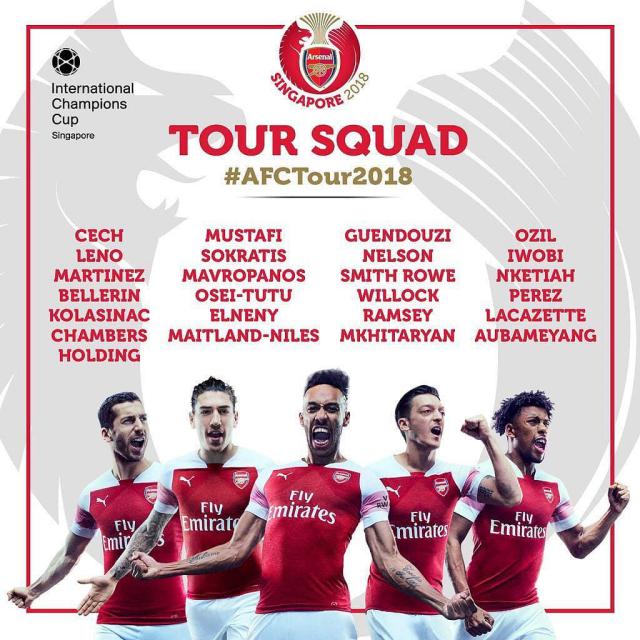 Arsenal
SINGAPORE 2018
International
Champions
Cup
Singapore
TOUR SQUAD
#AFCTour2018
CECH
LENO
MARTINEZ
BELLERIN
KOLASINAC
CHAMBERS
HOLDING
MUSTAFI
SOKRATIS
MAVROPANOS
OSEI-TUTU
ELNENY
MAITLAND-NILES
GUENDOUZI
NELSON
SMITH ROWE
WILLOCK
RAMSEY
MKHITARYAN
OZIL
IWOBI
NKETIAH
PEREZ
LACAZETTE
AUBAMEYANG
Fly
Emirates
Fly
Emirates
Fly
Emirates
Fly
Emirates
Fly
Emirates